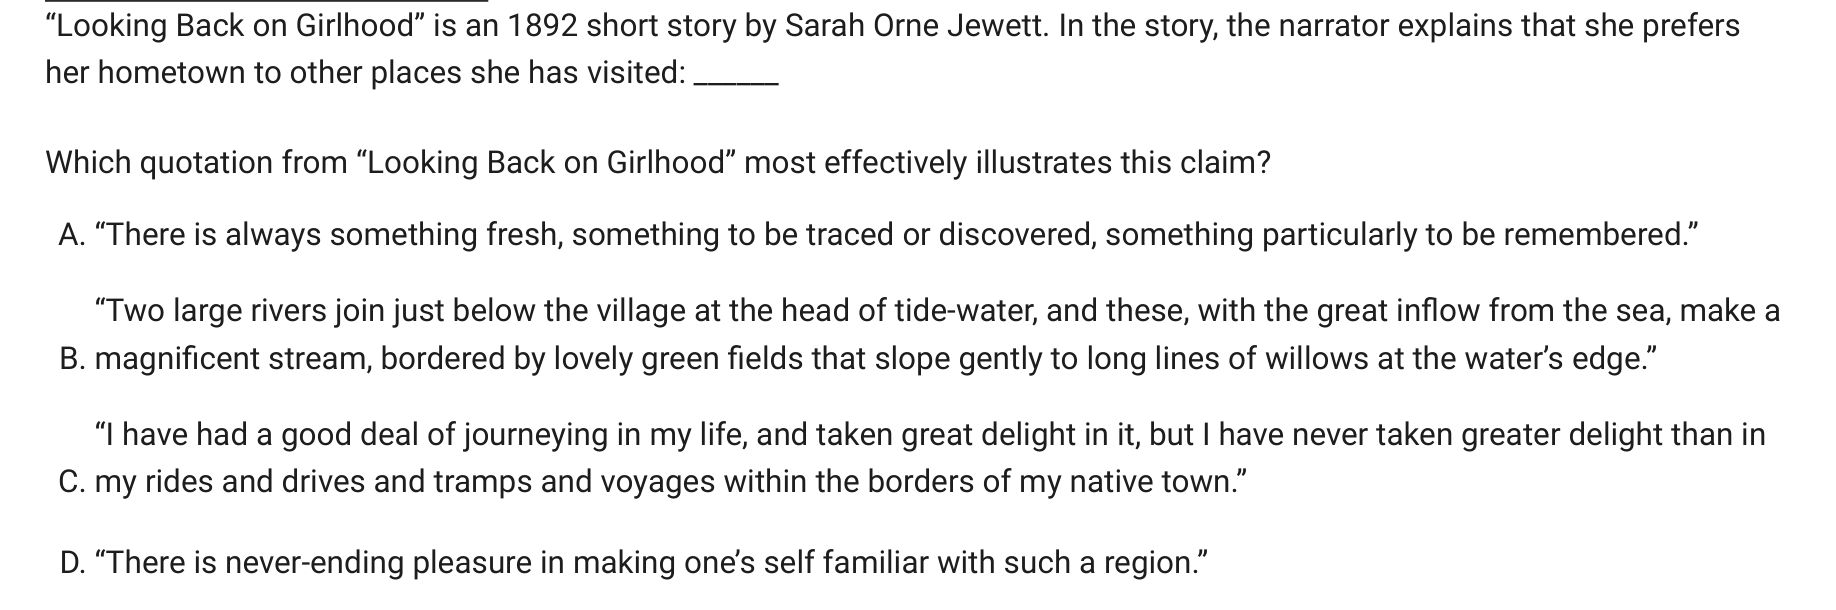 “Looking Back on Girlhood” is an 1892 short story by Sarah Orne Jewett. In the story, the narrator explains that she prefers
her hometown to other places she has visited: ______
Which quotation from “Looking Back on Girlhood” most effectively illustrates this claim?
A. “There is always something fresh, something to be traced or discovered, something particularly to be remembered.”
“Two large rivers join just below the village at the head of tide-water, and these, with the great inflow from the sea, make a
B. magnificent stream, bordered by lovely green fields that slope gently to long lines of willows at the water’s edge.”
“I have had a good deal of journeying in my life, and taken great delight in it, but I have never taken greater delight than in
C. my rides and drives and tramps and voyages within the borders of my native town.”
D. “There is never-ending pleasure in making one’s self familiar with such a region.”